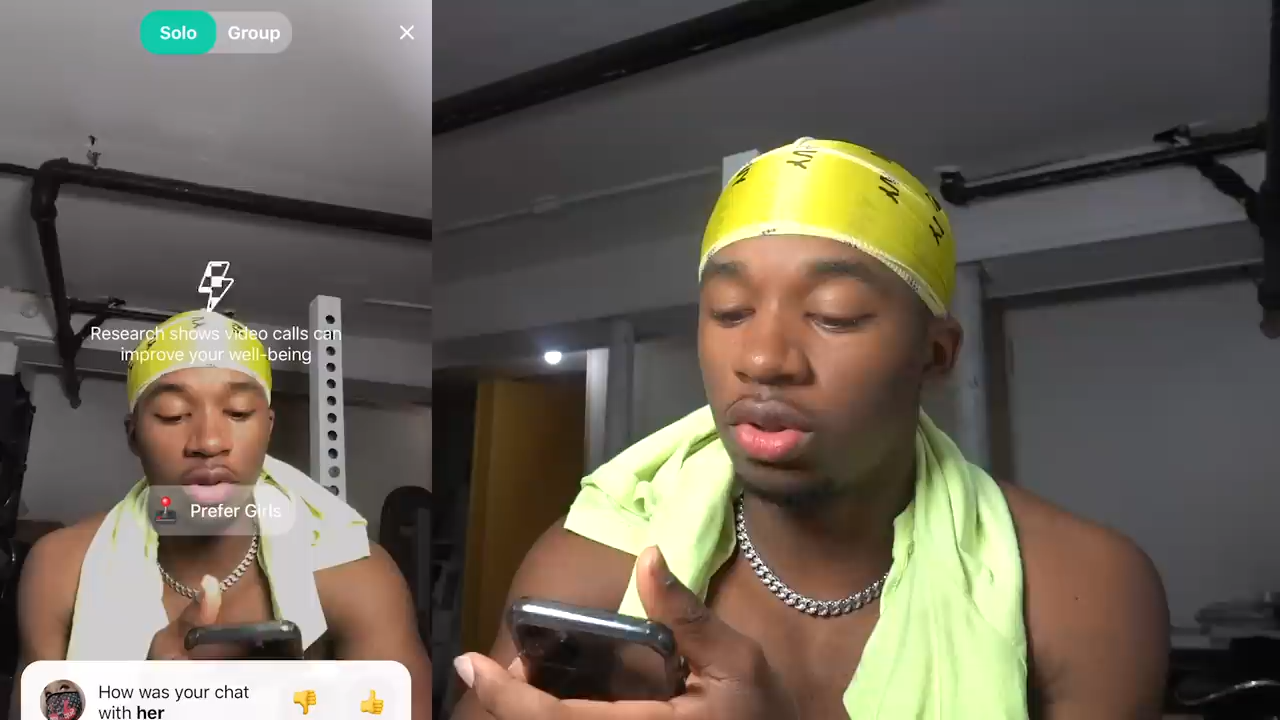 Solo
Group
Research shows video calls can
improve your well-being
Prefer Girls
How was your chat
with her